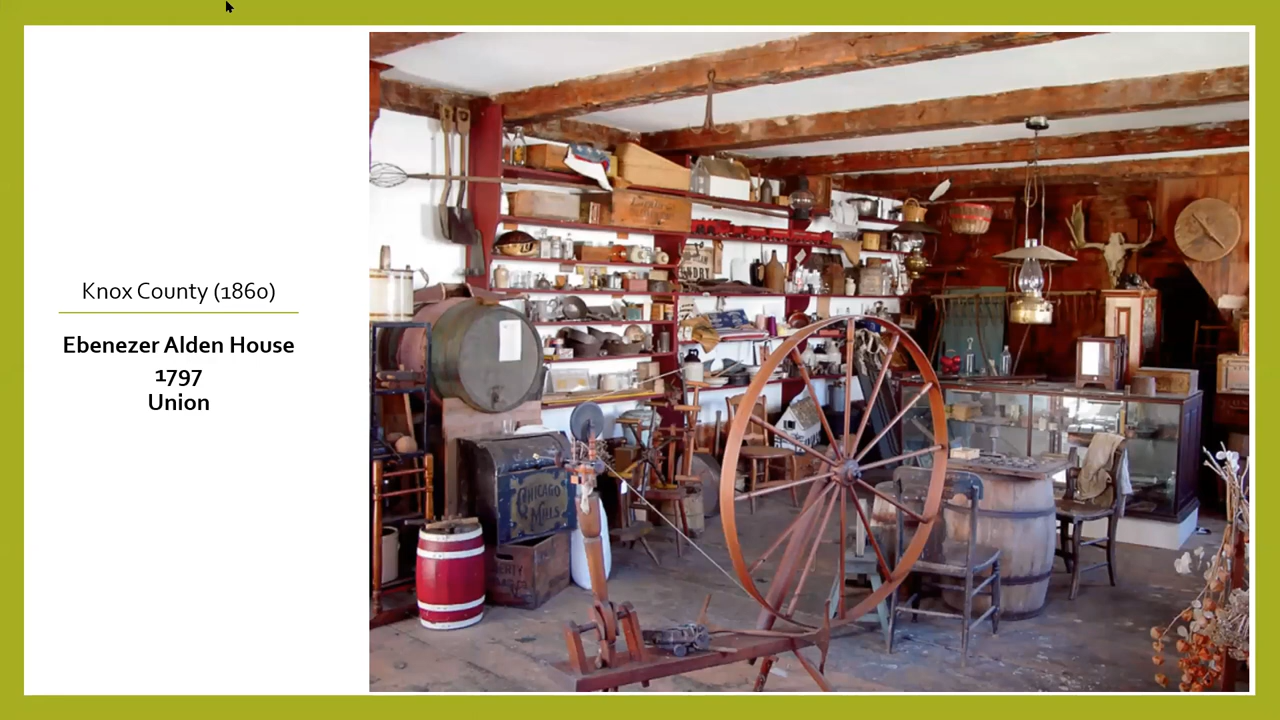 Knox County (1860)
Ebenezer Alden House
1797
Union
CHICAGO
MILLS